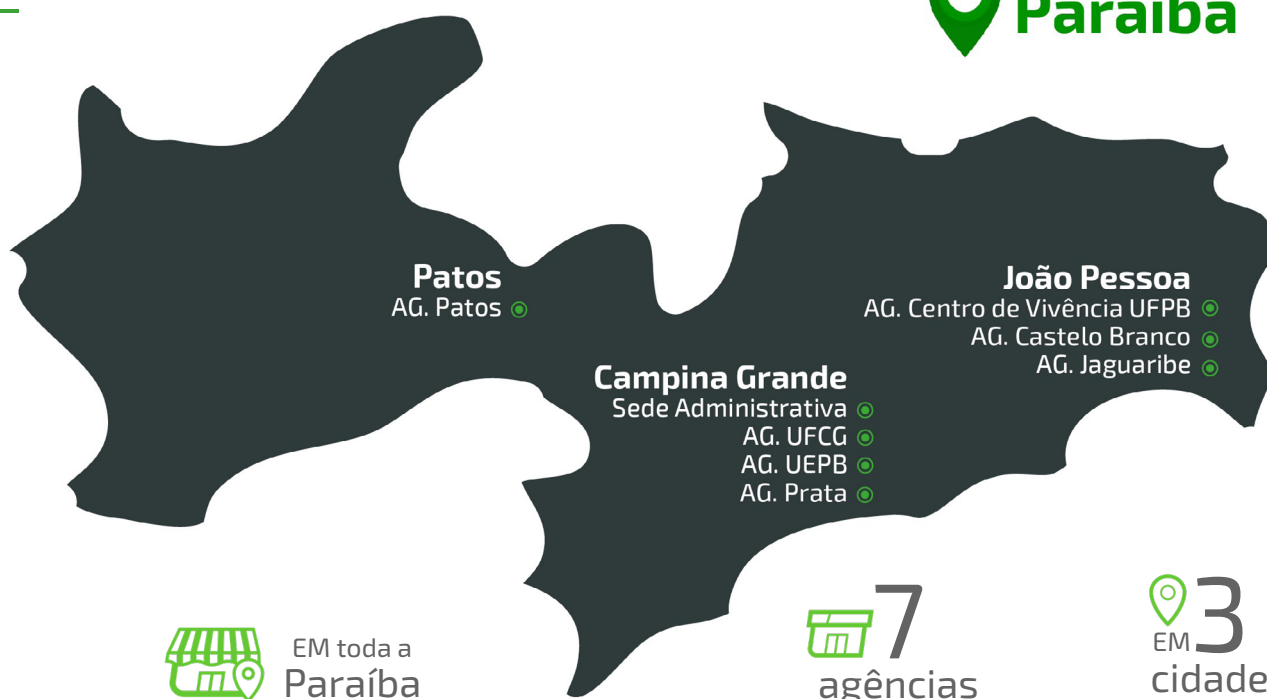 Paraíba
Patos
AG. Patos
João Pessoa
AG. Centro de Vivência UFPB
AG. Castelo Branco
AG. Jaguaribe
Campina Grande
Sede Administrativa
AG. UFCG
AG. UEPB
AG. Prata
EM toda a
Paraíba
7
agências
EM 3
cidade